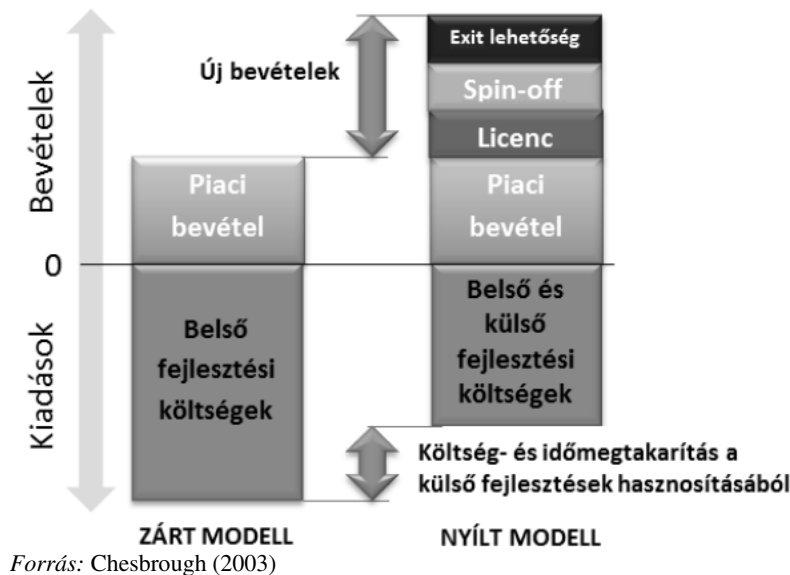 Bevételek
Kiadások
0
Új bevételek
Piaci
bevétel
Belső
fejlesztési
költségek
ZÁRT MODELL
Exit lehetőség
Spin-off
Licenc
Piaci
bevétel
Belső és
külső
fejlesztési
költségek
Költség- és időmegtakarítás a
külső fejlesztések hasznosításából
NYÍLT MODELL
Forrás: Chesbrough (2003)